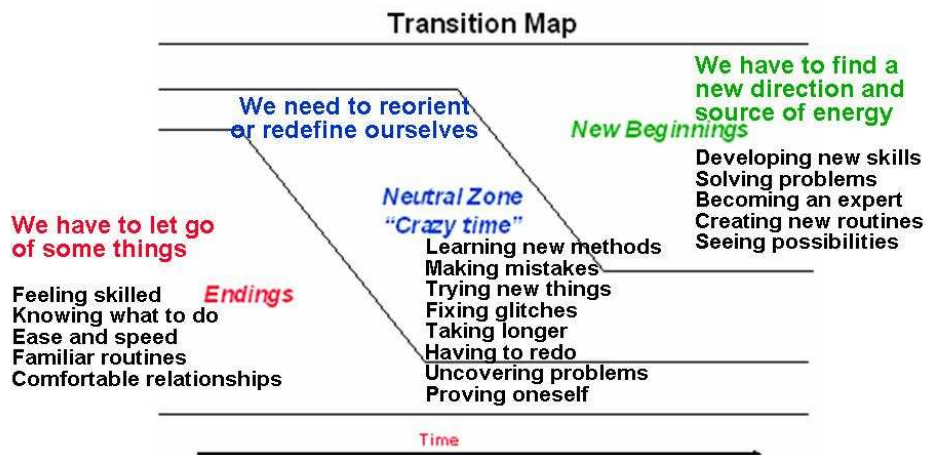 Transition Map
We have to let go
of some things
Endings
Feeling skilled
Knowing what to do
Ease and speed
Familiar routines
Comfortable relationships
We need to reorient
or redefine ourselves
Neutral Zone
“Crazy time”
Learning new methods
Making mistakes
Trying new things
Fixing glitches
Taking longer
Having to redo
Uncovering problems
Proving oneself
We have to find a
new direction and
source of energy
New Beginnings
Developing new skills
Solving problems
Becoming an expert
Creating new routines
Seeing possibilities
Time